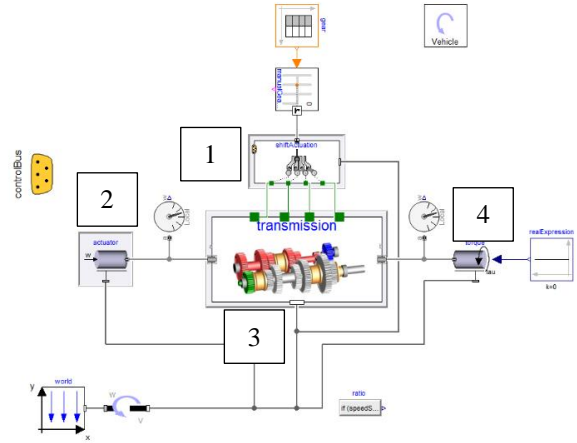 gear
Vehicle
manualGea
1
shiftActuation
controlBus
2
4
actuator
w
transmission
torque
tau
realExpression
k=0
3
y
world
x
w
v
ratio
if (speedS...